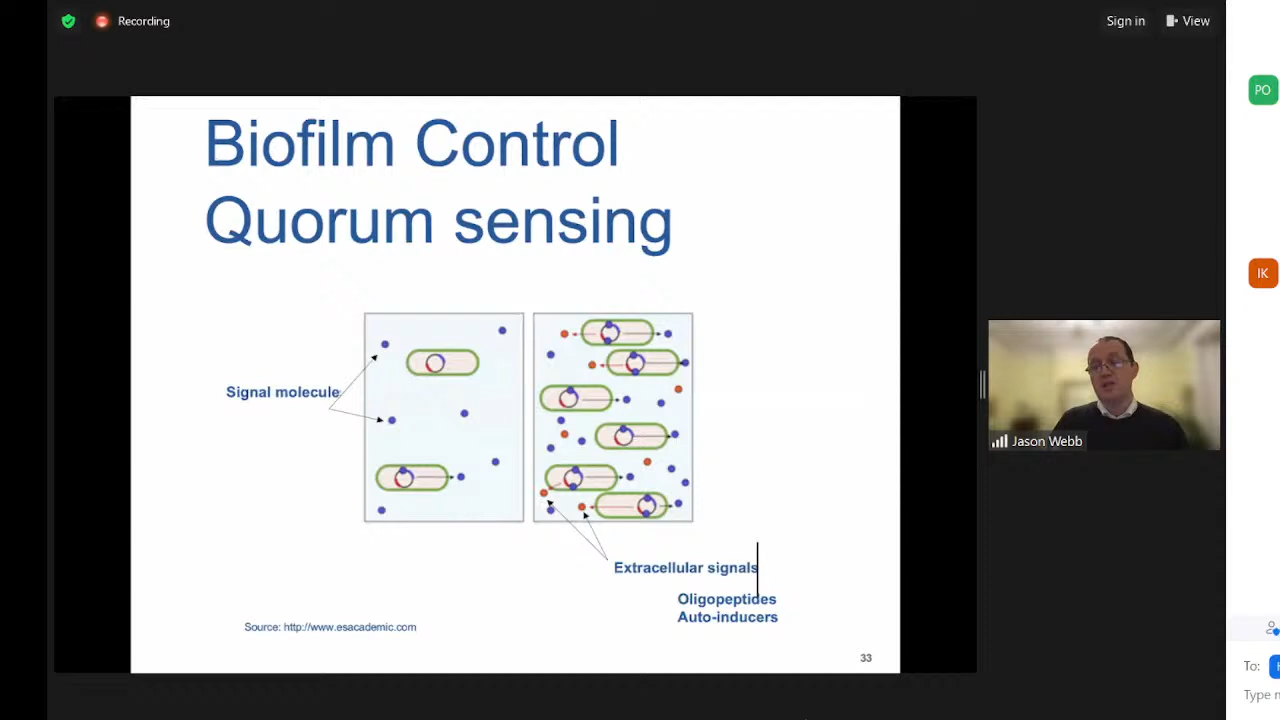 Recording
Sign in
View
PO
Biofilm Control
Quorum sensing
IK
Signal molecule
Jason Webb
Extracellular signals
Oligopeptides
Auto-inducers
Source: http://www.esacademic.com
33
To:
Type